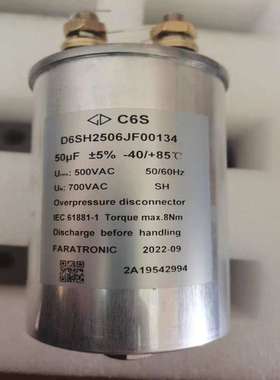 C6S
D6SH2506JF00134
50µF ±5% -40/+85℃
Urms: 500VAC 50/60Hz
UN: 700VAC SH
Overpressure disconnector
IEC 61881-1 Torque max.8Nm
Discharge before handling
FARATRONIC 2022-09
2A19542994